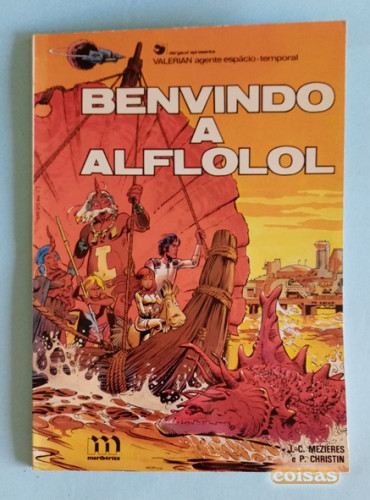 dargaud apresenta
VALERIAN agente espácio-temporal
BENVINDO
A
ALFLOLOL
L
m
meribérica
J.-C. MEZIERES
e P. CHRISTIN
coisas